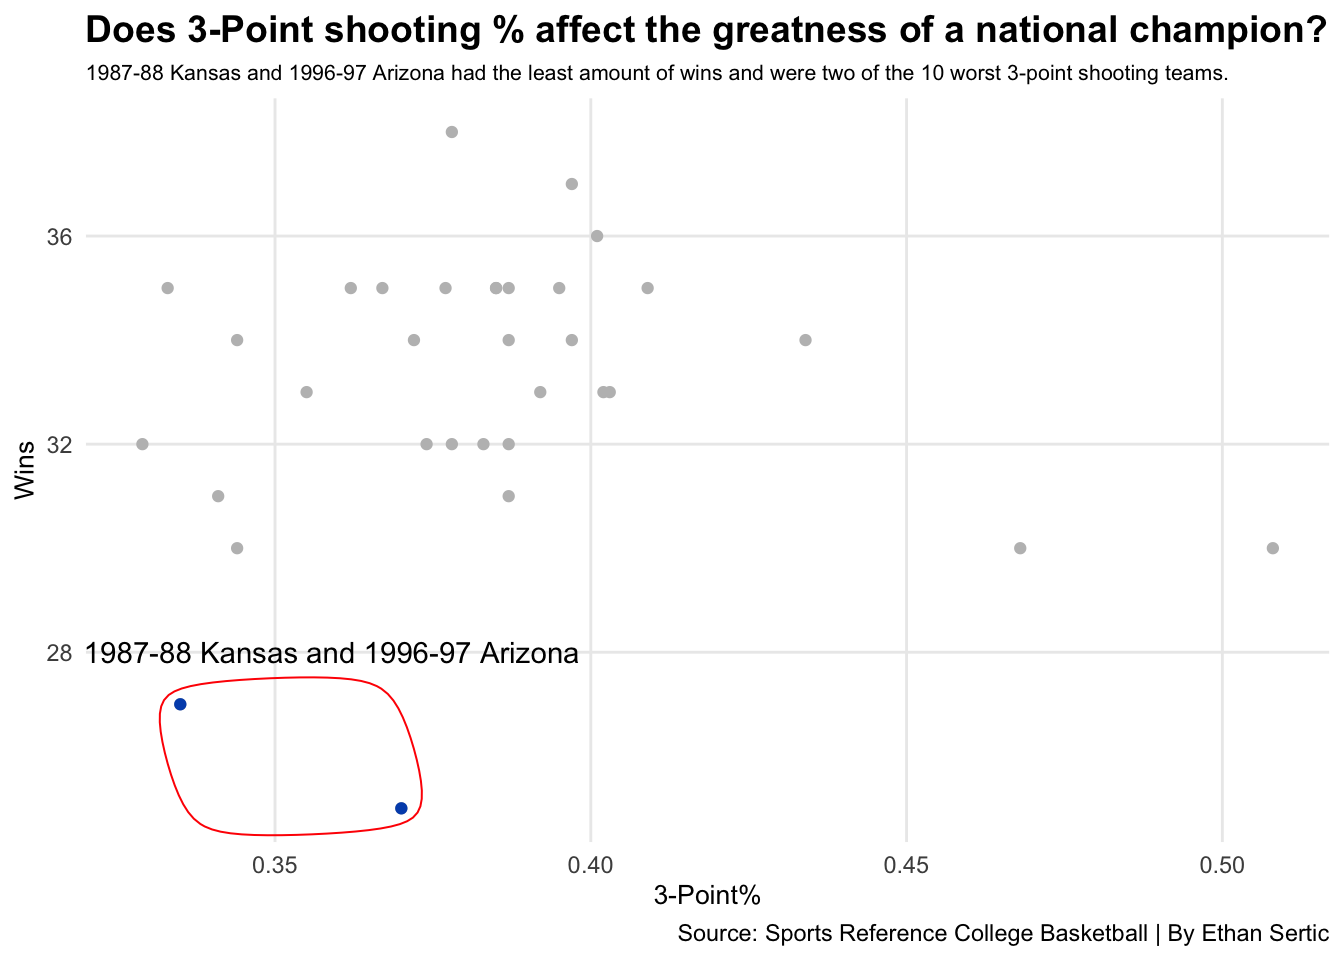 Does 3-Point shooting % affect the greatness of a national champion?
1987-88 Kansas and 1996-97 Arizona had the least amount of wins and were two of the 10 worst 3-point shooting teams.
36
32
28
Wins
1987-88 Kansas and 1996-97 Arizona
0.35
0.40
0.45
0.50
3-Point%
Source: Sports Reference College Basketball | By Ethan Sertic